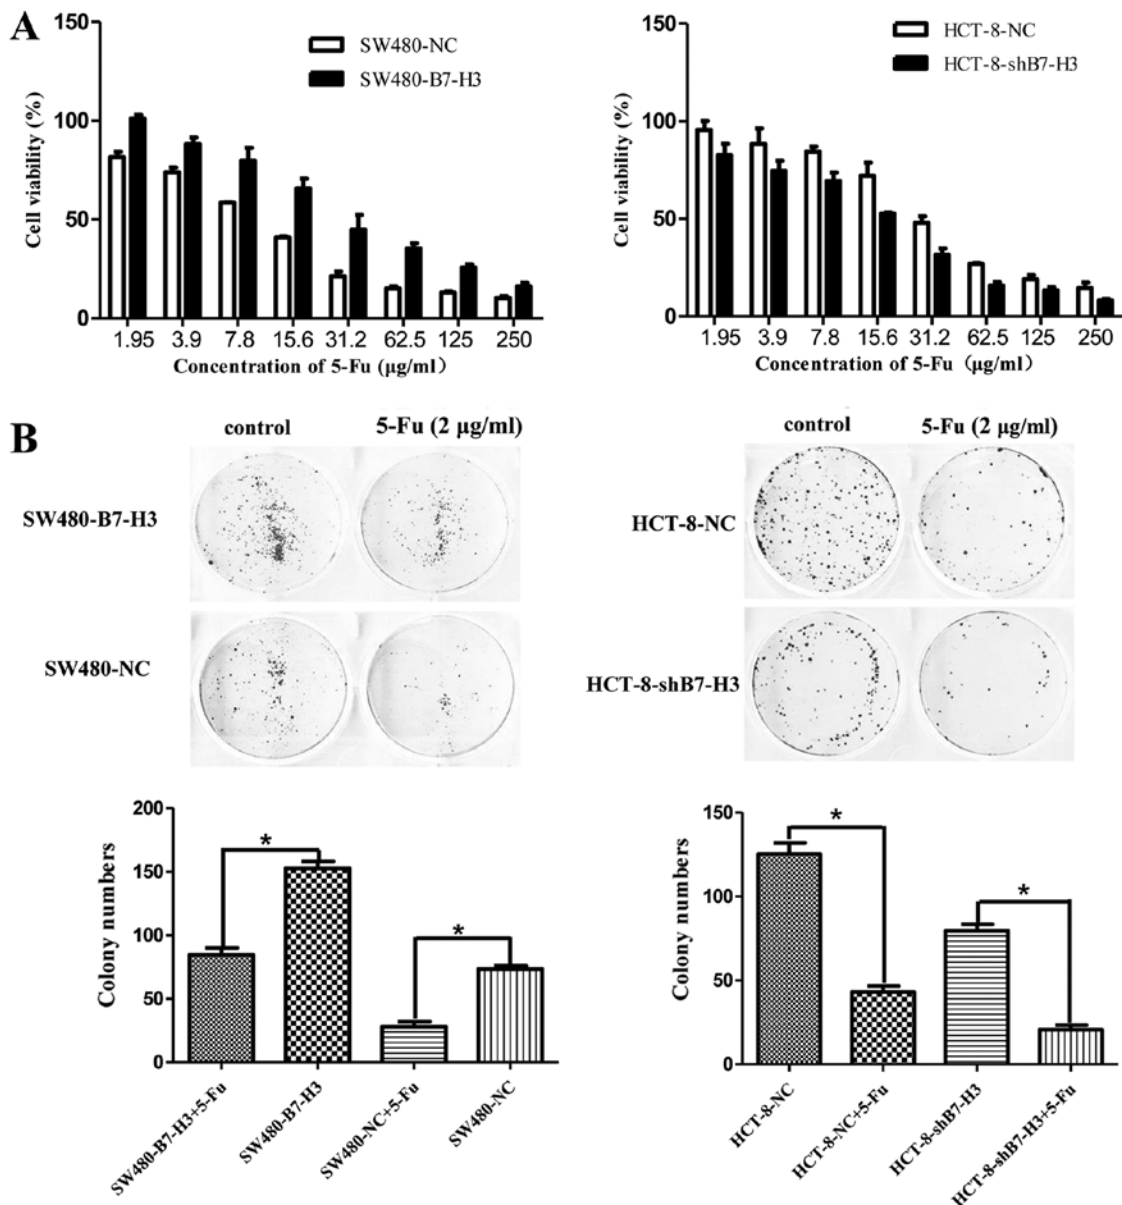 A
150
100
50
0
Cell viability (%)
SW480-NC
SW480-B7-H3
1.95 3.9 7.8 15.6 31.2 62.5 125 250
Concentration of 5-Fu (μg/ml)
150
100
50
0
Cell viability (%)
HCT-8-NC
HCT-8-shB7-H3
1.95 3.9 7.8 15.6 31.2 62.5 125 250
Concentration of 5-Fu (μg/ml)
B
control 5-Fu (2 μg/ml)
SW480-B7-H3
SW480-NC
control 5-Fu (2 μg/ml)
HCT-8-NC
HCT-8-shB7-H3
200
150
100
50
0
Colony numbers
*
*
SW480-B7-H3+5-Fu
SW480-B7-H3
SW480-NC+5-Fu
SW480-NC
150
100
50
0
Colony numbers
*
*
HCT-8-NC
HCT-8-NC+5-Fu
HCT-8-shB7-H3
HCT-8-shB7-H3+5-Fu